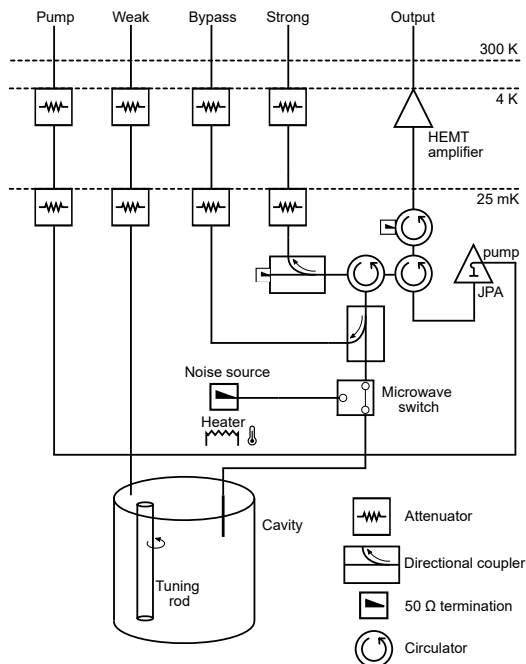 Pump
Weak
Bypass
Strong
Output
300 K
4 K
HEMT
amplifier
25 mK
pump
JPA
Noise source
Microwave
switch
Heater
Cavity
Tuning
rod
Attenuator
Directional coupler
50 Ω termination
Circulator